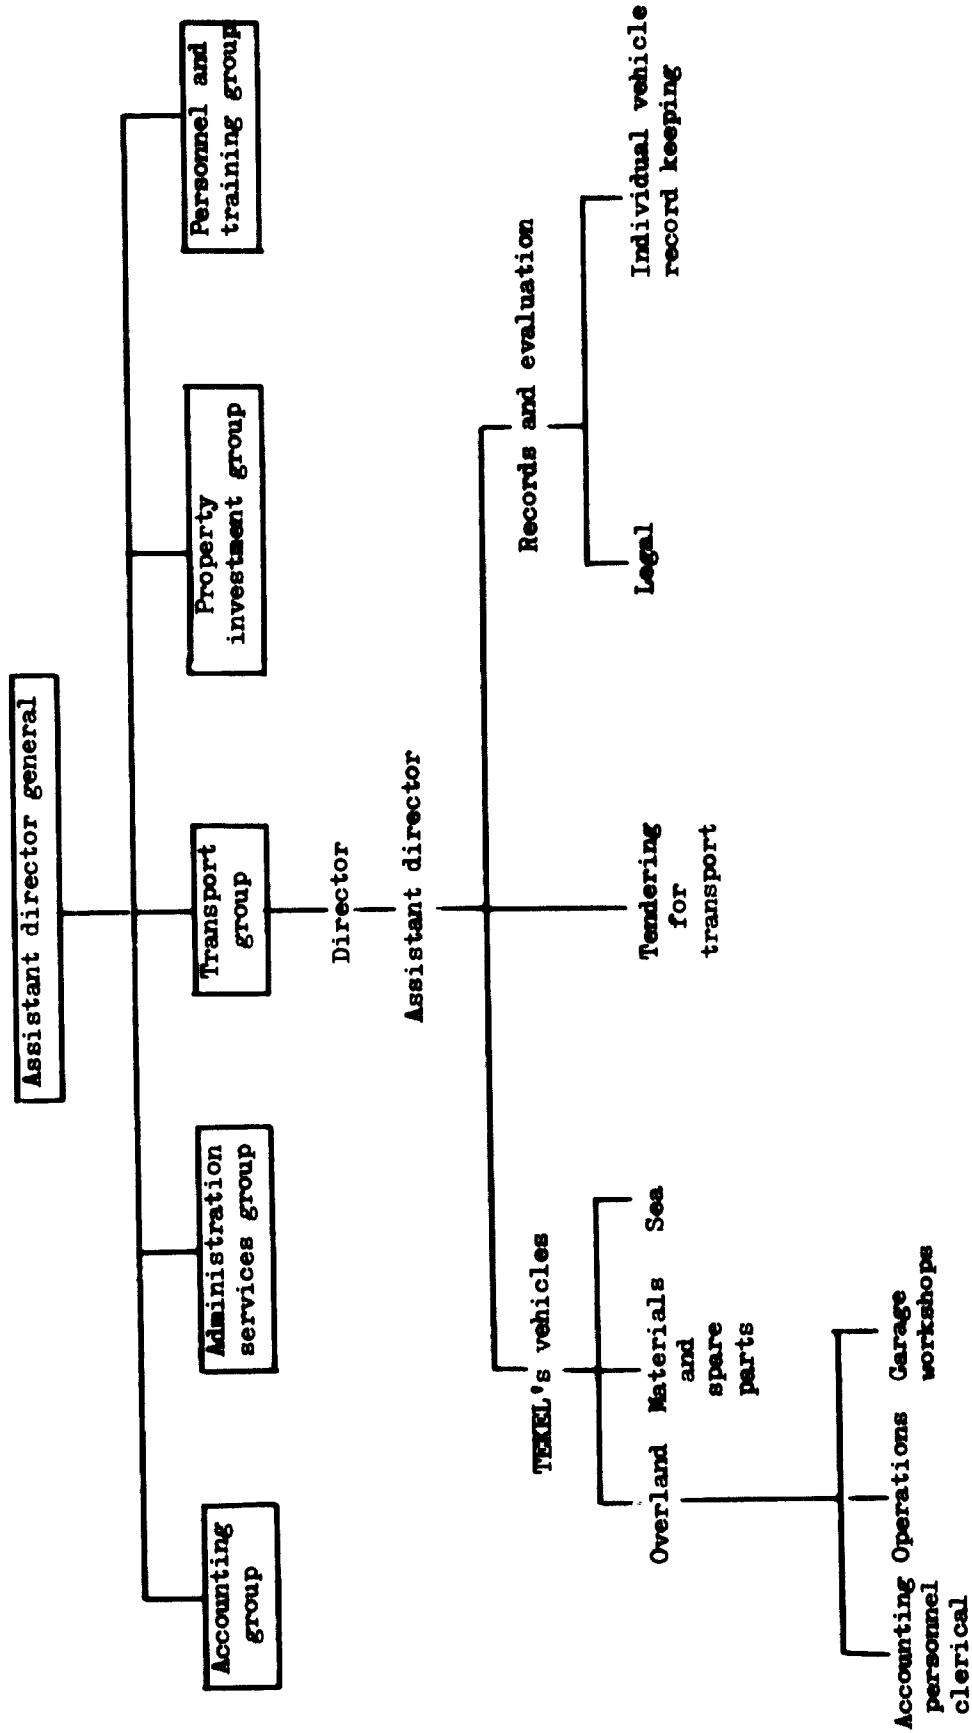 Assistant director general
Accounting
group
Administration
services group
Transport
group
Property
investment group
Personnel and
training group
Director
Assistant director
TEKEL's vehicles
Records and evaluation
Overland
Materials
and
spare
parts
Sea
Tendering
for
transport
Legal
Individual vehicle
record keeping
Accounting
personnel
clerical
Operations
Garage
workshops